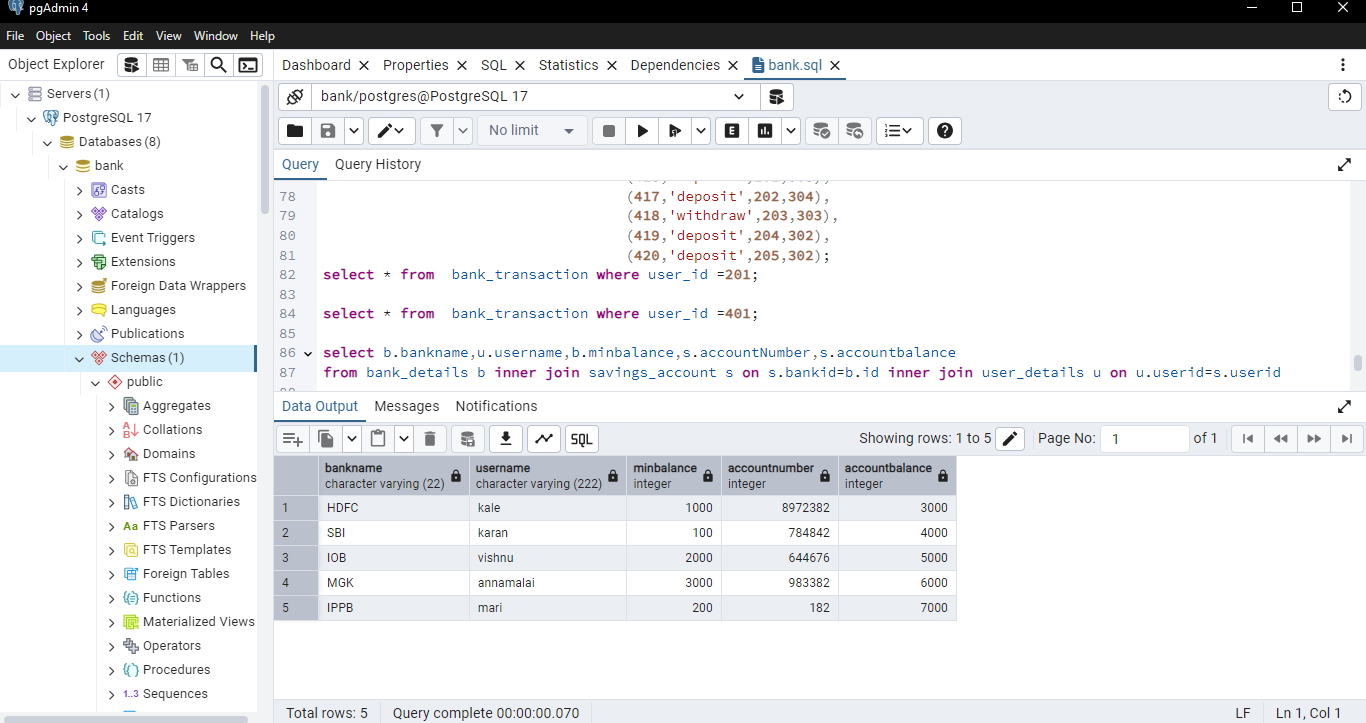 pgAdmin 4
File Object Tools Edit View Window Help
Object Explorer
Dashboard Properties SQL Statistics Dependencies bank.sql
Servers (1)
PostgreSQL 17
Databases (8)
bank
Casts
Catalogs
Event Triggers
Extensions
Foreign Data Wrappers
Languages
Publications
Schemas (1)
public
Aggregates
Collations
Domains
FTS Configurations
FTS Dictionaries
Aa FTS Parsers
FTS Templates
Foreign Tables
Functions
Materialized Views
Operators
Procedures
1..3 Sequences
bank/postgres@PostgreSQL 17
No limit
E
Query Query History
78 (417,'deposit',202,304),
79 (418,'withdraw',203,303),
80 (419,'deposit',204,302),
81 (420,'deposit',205,302);
82 select * from  bank_transaction where user_id =201;
83
84 select * from  bank_transaction where user_id =401;
85
86 select b.bankname,u.username,b.minbalance,s.accountNumber,s.accountbalance
87 from bank_details b inner join savings_account s on s.bankid=b.id inner join user_details u on u.userid=s.userid
Data Output Messages Notifications
SQL Showing rows: 1 to 5 Page No: 1 of 1
bankname username minbalance accountnumber accountbalance
character varying (22) character varying (222) integer integer integer
1 HDFC kale 1000 8972382 3000
2 SBI karan 100 784842 4000
3 IOB vishnu 2000 644676 5000
4 MGK annamalai 3000 983382 6000
5 IPPB mari 200 182 7000
Total rows: 5 Query complete 00:00:00.070 LF Ln 1, Col 1